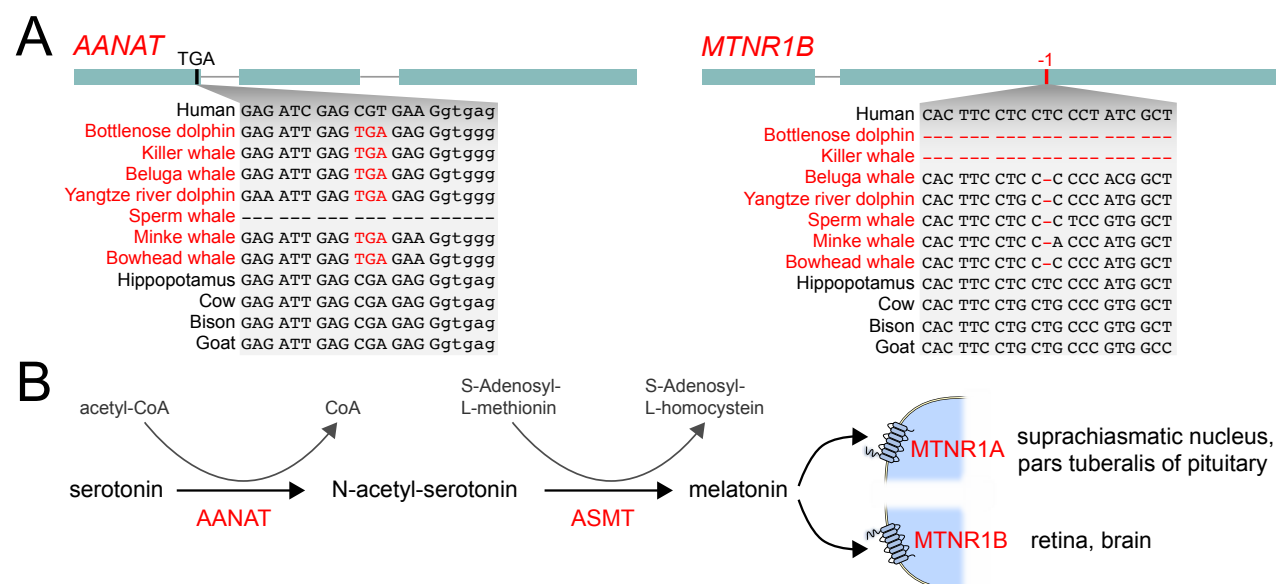 A
AANAT
TGA
Human GAG ATC GAG CGT GAA Ggtgag
Bottlenose dolphin GAG ATT GAG TGA GAG Ggtggg
Killer whale GAG ATT GAG TGA GAG Ggtggg
Beluga whale GAG ATT GAG TGA GAG Ggtggg
Yangtze river dolphin GAA ATT GAG TGA GAG Ggtggg
Sperm whale --- --- --- --- --- -------
Minke whale GAG ATT GAG TGA GAA Ggtggg
Bowhead whale GAG ATT GAG TGA GAA Ggtggg
Hippopotamus GAG ATT GAG CGA GAG Ggtgag
Cow GAG ATT GAG CGA GAG Ggtgag
Bison GAG ATT GAG CGA GAG Ggtgag
Goat GAG ATT GAG CGA GAG Ggtgag
MTNR1B
-1
Human CAC TTC CTC CTC CCT ATC GCT
Bottlenose dolphin --- --- --- --- --- --- ---
Killer whale --- --- --- --- --- --- ---
Beluga whale CAC TTC CTC C-C CCC ACG GCT
Yangtze river dolphin CAC TTC CTG C-C CCC ATG GCT
Sperm whale CAC TTC CTC C-C TCC GTG GCT
Minke whale CAC TTC CTC C-A CCC ATG GCT
Bowhead whale CAC TTC CTC C-C CCC ATG GCT
Hippopotamus CAC TTC CTC CTC CCC ATG GCT
Cow CAC TTC CTG CTG CCC GTG GCT
Bison CAC TTC CTG CTG CCC GTG GCT
Goat CAC TTC CTG CTG CCC GTG GCC
B
acetyl-CoA
CoA
S-Adenosyl-
L-methionin
S-Adenosyl-
L-homocystein
serotonin
AANAT
N-acetyl-serotonin
ASMT
melatonin
MTNR1A
suprachiasmatic nucleus,
pars tuberalis of pituitary
MTNR1B
retina, brain